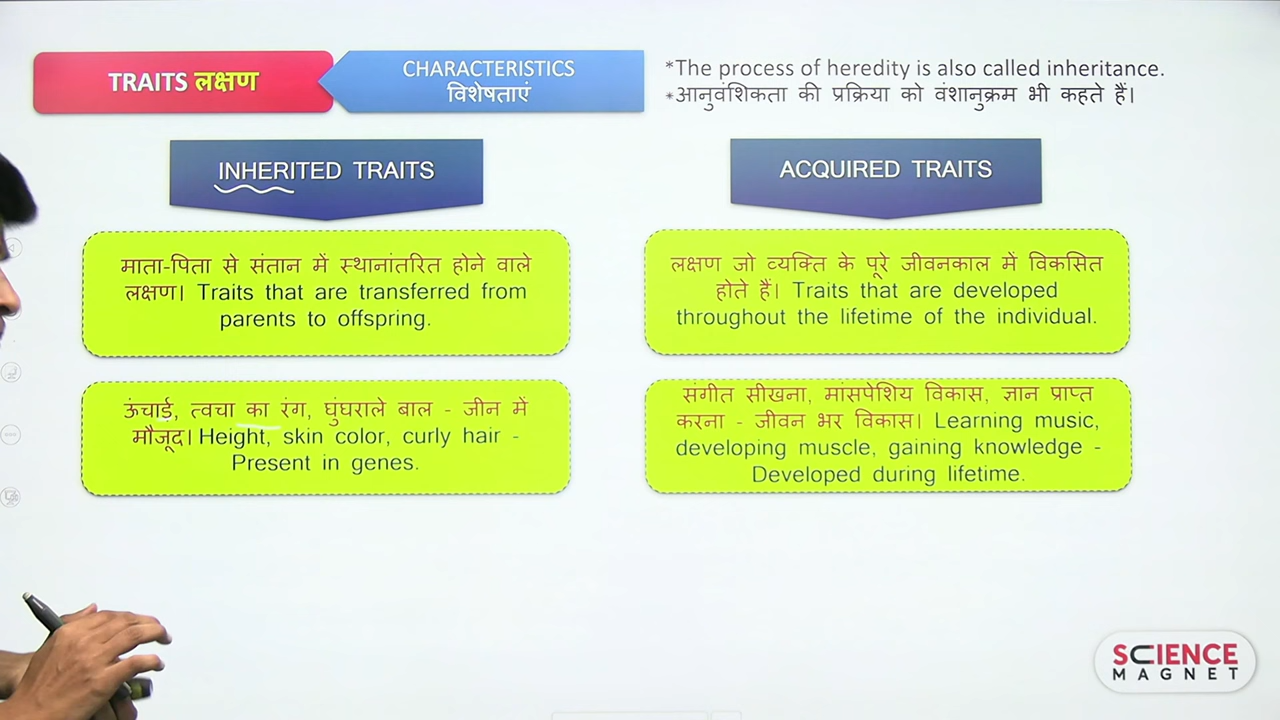 TRAITS लक्षण
CHARACTERISTICS
विशेषताएं
*The process of heredity is also called inheritance.
*आनुवंशिकता की प्रक्रिया को वंशानुक्रम भी कहते हैं।
INHERITED TRAITS
माता-पिता से संतान में स्थानांतरित होने वाले
लक्षण। Traits that are transferred from
parents to offspring.
ऊंचाई, त्वचा का रंग, घुंघराले बाल - जीन में
मौजूद। Height, skin color, curly hair -
Present in genes.
ACQUIRED TRAITS
लक्षण जो व्यक्ति के पूरे जीवनकाल में विकसित
होते हैं। Traits that are developed
throughout the lifetime of the individual.
संगीत सीखना, मांसपेशिय विकास, ज्ञान प्राप्त
करना - जीवन भर विकास। Learning music,
developing muscle, gaining knowledge -
Developed during lifetime.
SCIENCE
MAGNET